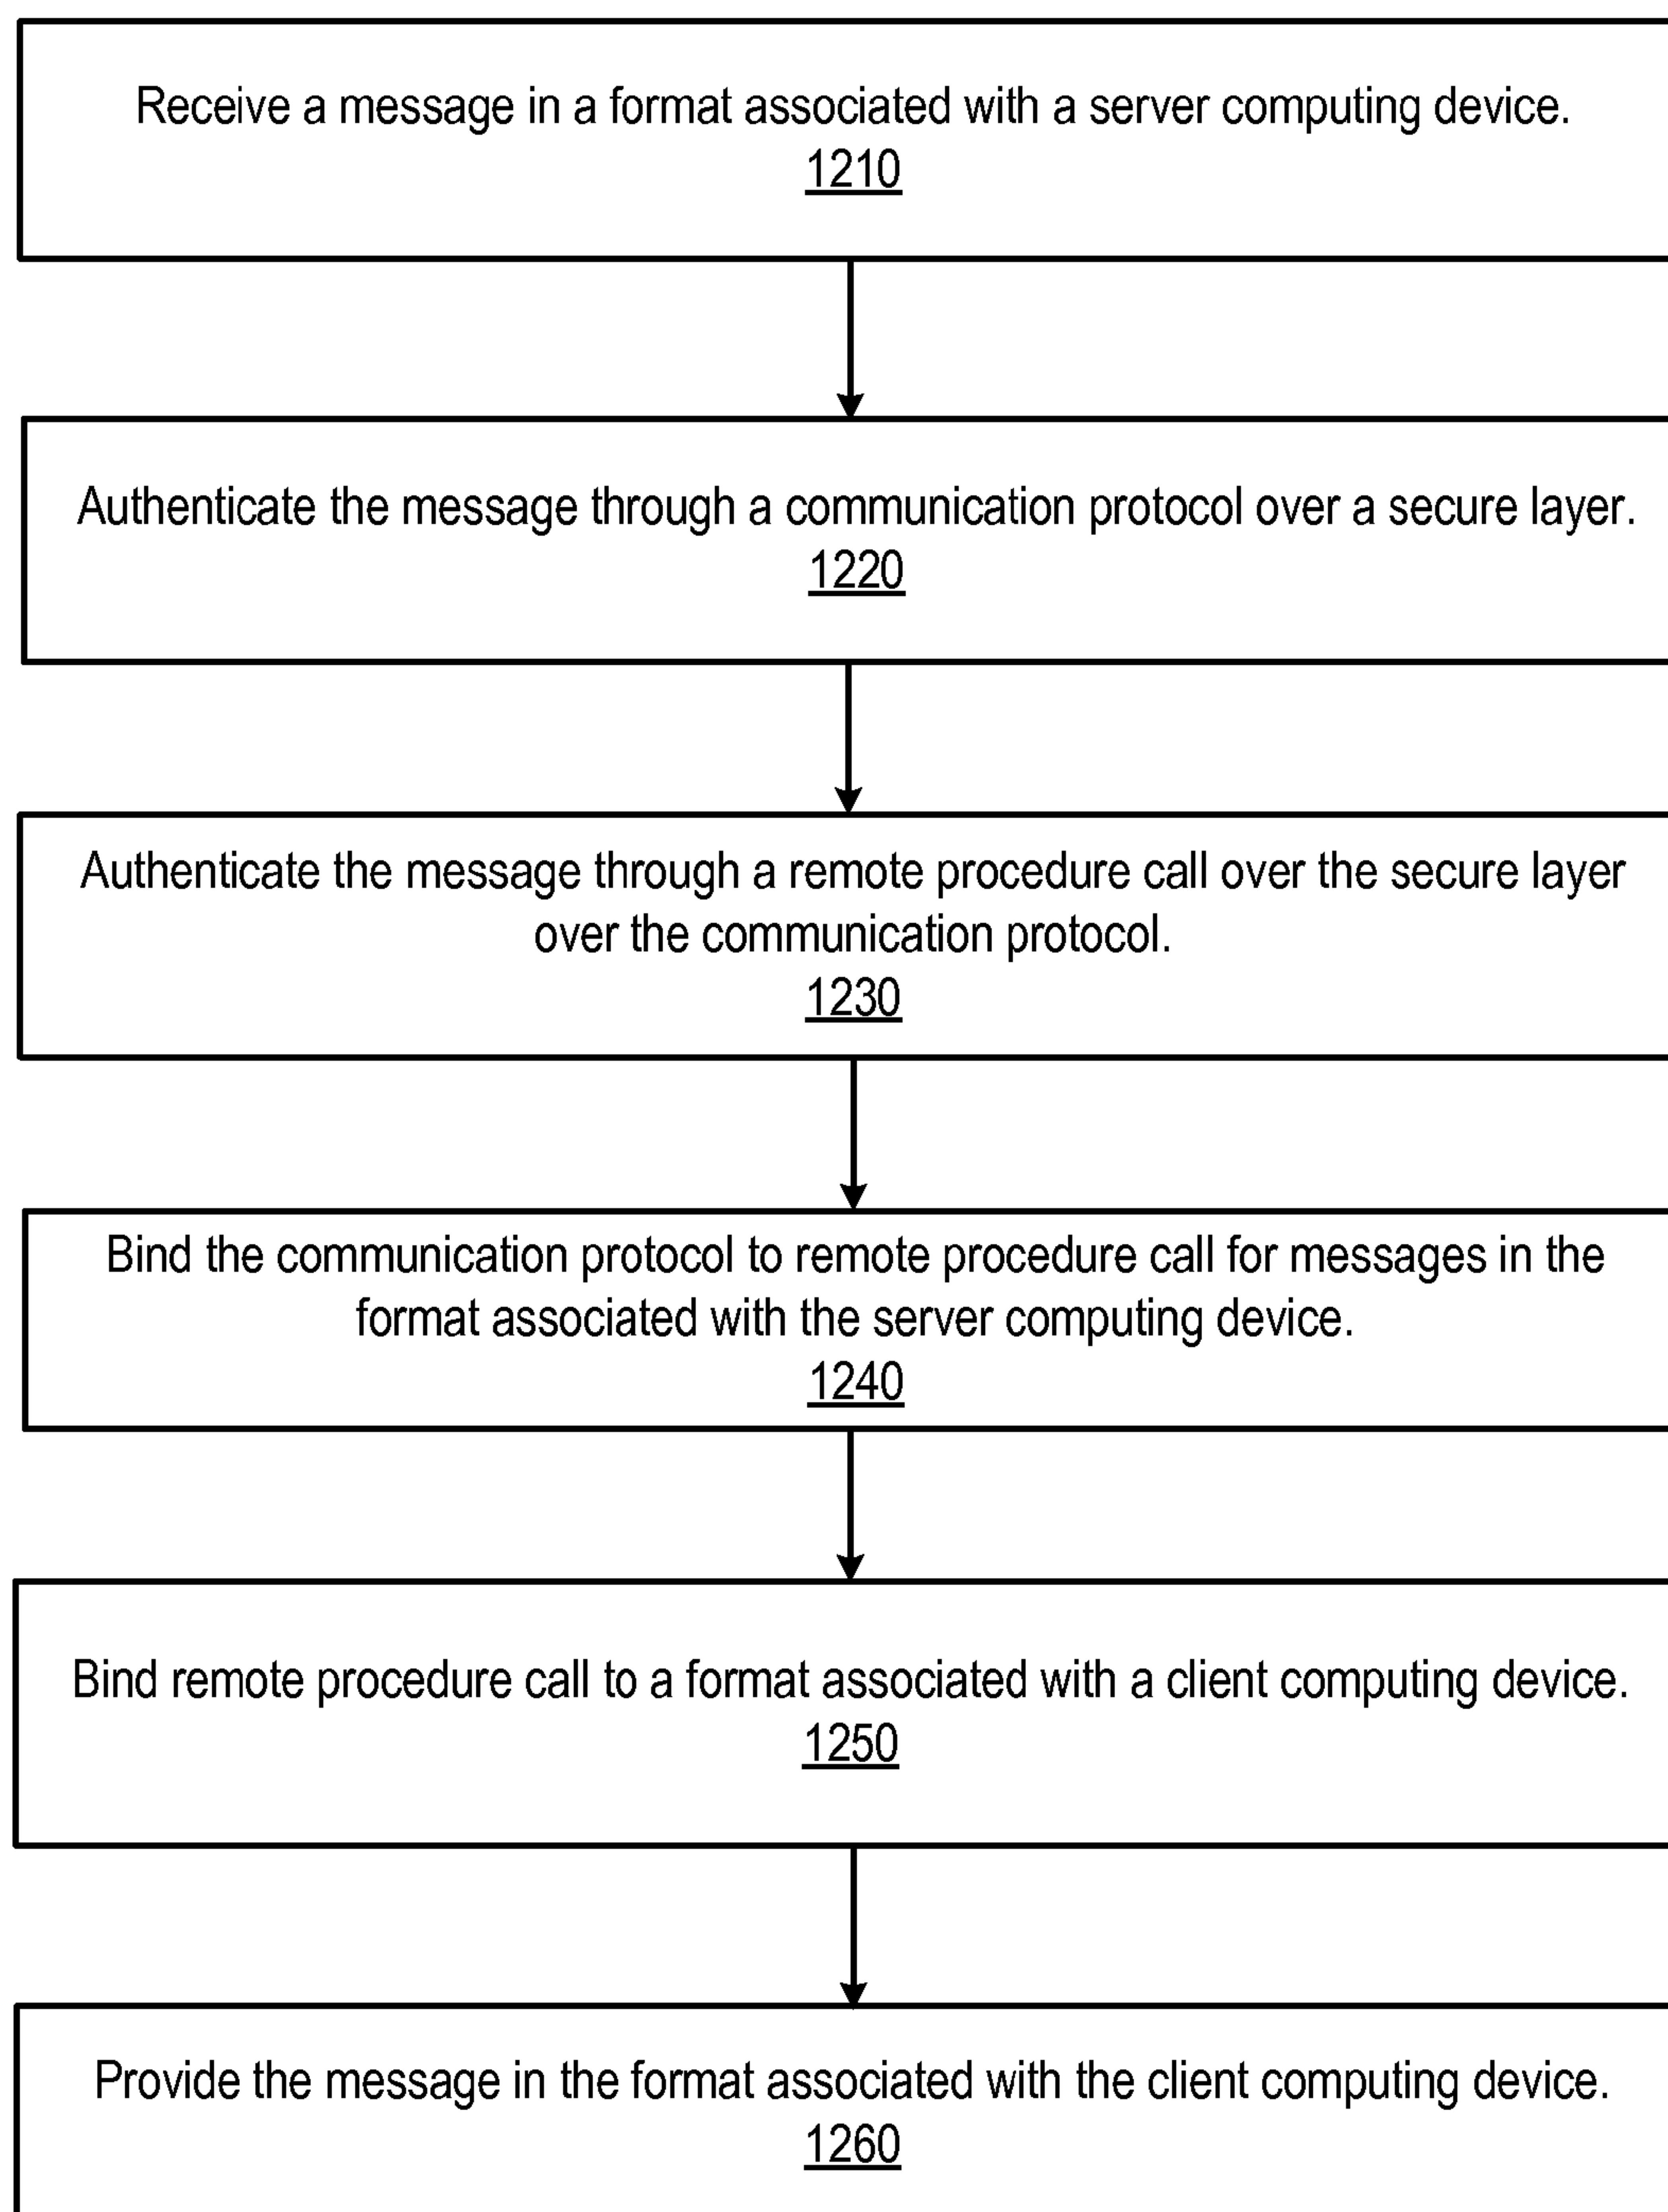 Receive a message in a format associated with a server computing device.
1210
Authenticate the message through a communication protocol over a secure layer.
1220
Authenticate the message through a remote procedure call over the secure layer
over the communication protocol.
1230
Bind the communication protocol to remote procedure call for messages in the
format associated with the server computing device.
1240
Bind remote procedure call to a format associated with a client computing device.
1250
Provide the message in the format associated with the client computing device.
1260